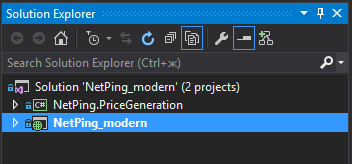 Solution Explorer
Search Solution Explorer (Ctrl+ж)
Solution 'NetPing_modern' (2 projects)
C# NetPing.PriceGeneration
NetPing_modern